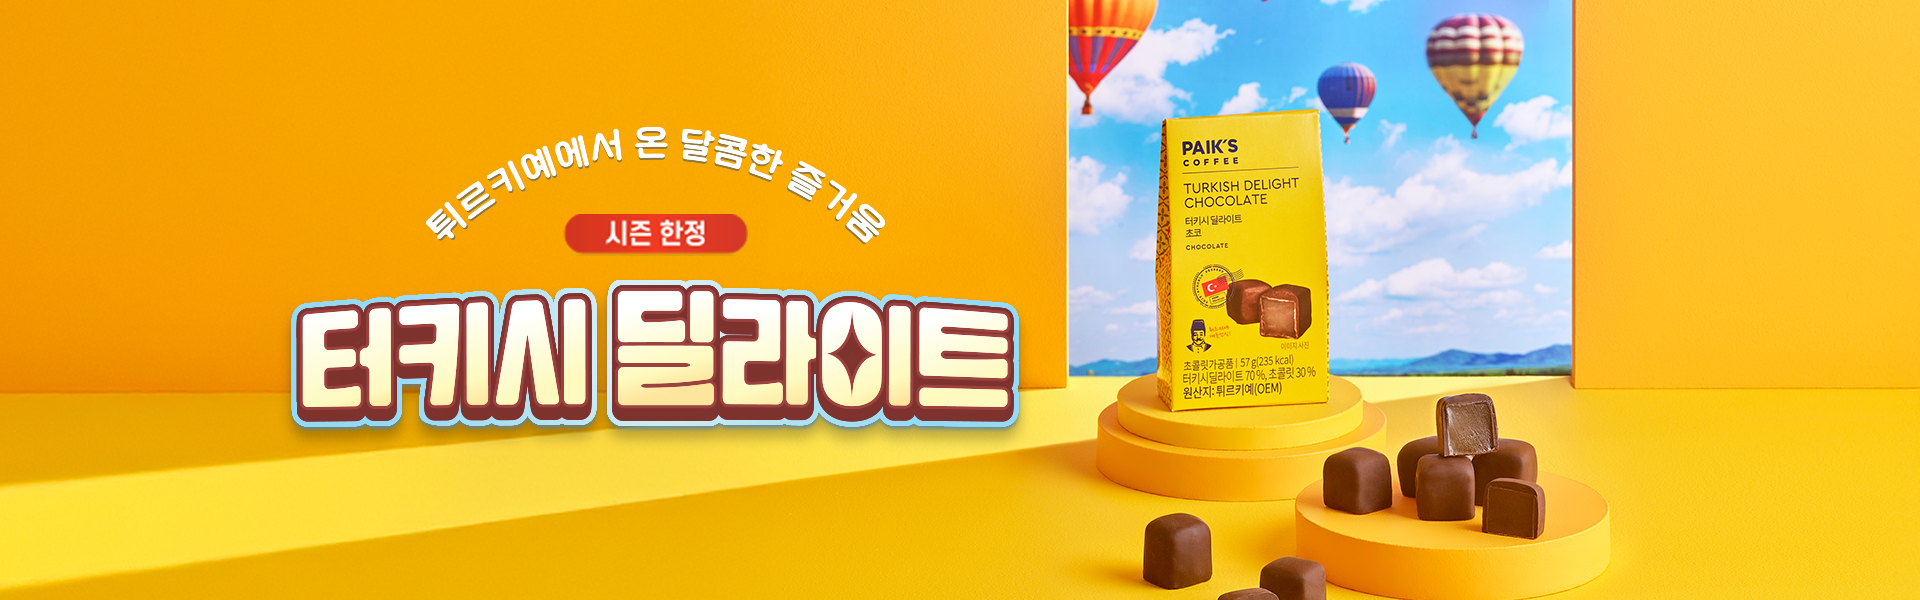 튀르키예에서 온 달콤한 즐거움
시즌 한정
터키시 딜라이트
PAIK'S
COFFEE
TURKISH DELIGHT
CHOCOLATE
터키시 딜라이트
초코
CHOCOLATE
이미지 사진
초콜릿가공품 | 57 g(235 kcal)
터키시딜라이트 70 %, 초콜릿 30 %
원산지: 튀르키예(OEM)